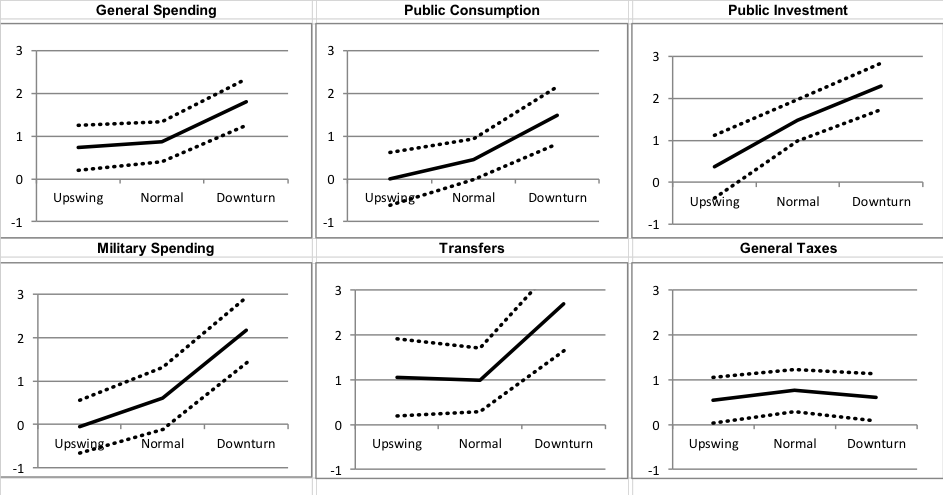 General Spending
Public Consumption
Public Investment
3
2
1
0
-1
Upswing Normal Downturn
3
2
1
0
-1
Upswing Normal Downturn
3
2
1
0
-1
Upswing Normal Downturn
Military Spending
Transfers
General Taxes
3
2
1
0
-1
Upswing Normal Downturn
3
2
1
0
-1
Upswing Normal Downturn
3
2
1
0
-1
Upswing Normal Downturn